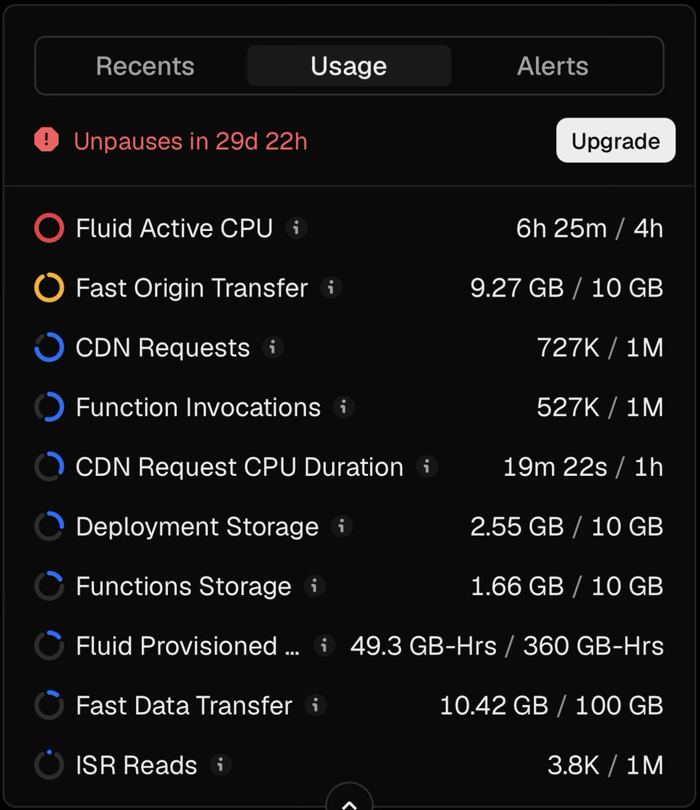 Recents Usage Alerts
Unpauses in 29d 22h Upgrade
Fluid Active CPU 6h 25m / 4h
Fast Origin Transfer 9.27 GB / 10 GB
CDN Requests 727K / 1M
Function Invocations 527K / 1M
CDN Request CPU Duration 19m 22s / 1h
Deployment Storage 2.55 GB / 10 GB
Functions Storage 1.66 GB / 10 GB
Fluid Provisioned ... 49.3 GB-Hrs / 360 GB-Hrs
Fast Data Transfer 10.42 GB / 100 GB
ISR Reads 3.8K / 1M